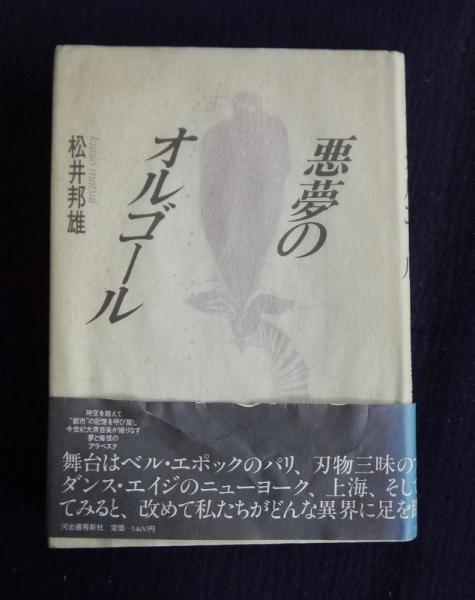 悪夢の
オルゴール
kunio matsui
松井邦雄
時空を越えて
"都市"の記憶を呼び醒し
今世紀大衆音楽が織りなす
夢と悔恨の
アラベスク
舞台はベル・エポックのパリ、刃物三昧の
ダンス・エイジのニューヨーク、上海、そし
てみると、改めて私たちがどんな異界に足を
河出書房新社 定価=1400円